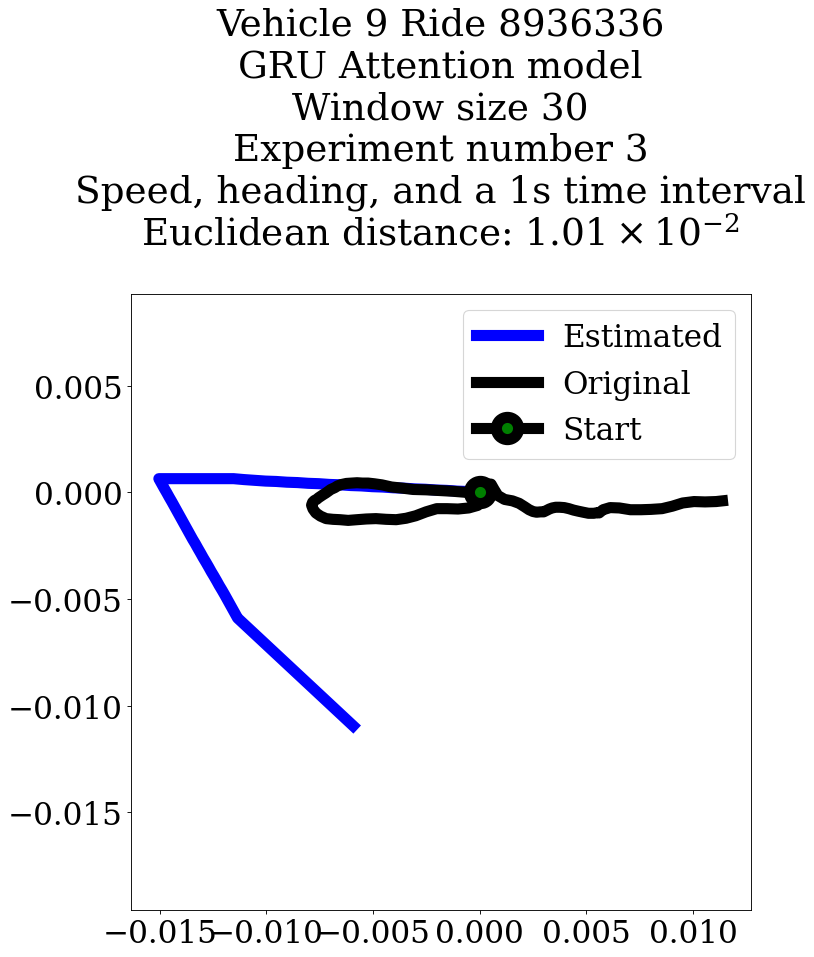 Vehicle 9 Ride 8936336
GRU Attention model
Window size 30
Experiment number 3
Speed, heading, and a 1s time interval
Euclidean distance: 1.01 × 10⁻²
Estimated
Original
Start
0.005
0.000
−0.005
−0.010
−0.015
−0.015 −0.010 −0.005 0.000 0.005 0.010